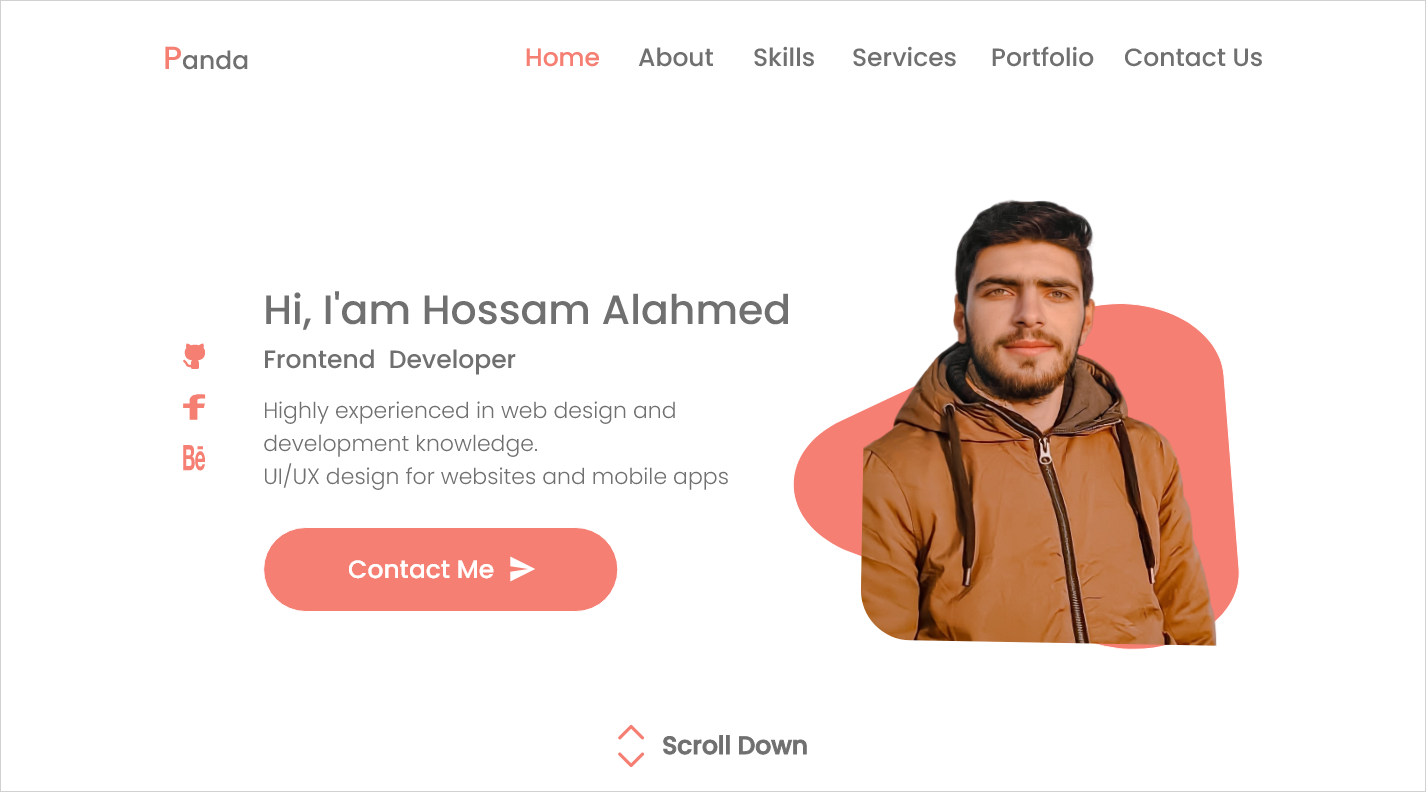 Panda
Home About Skills Services Portfolio Contact Us
Hi, I'am Hossam Alahmed
Frontend Developer
Highly experienced in web design and
development knowledge.
UI/UX design for websites and mobile apps
Contact Me
Scroll Down